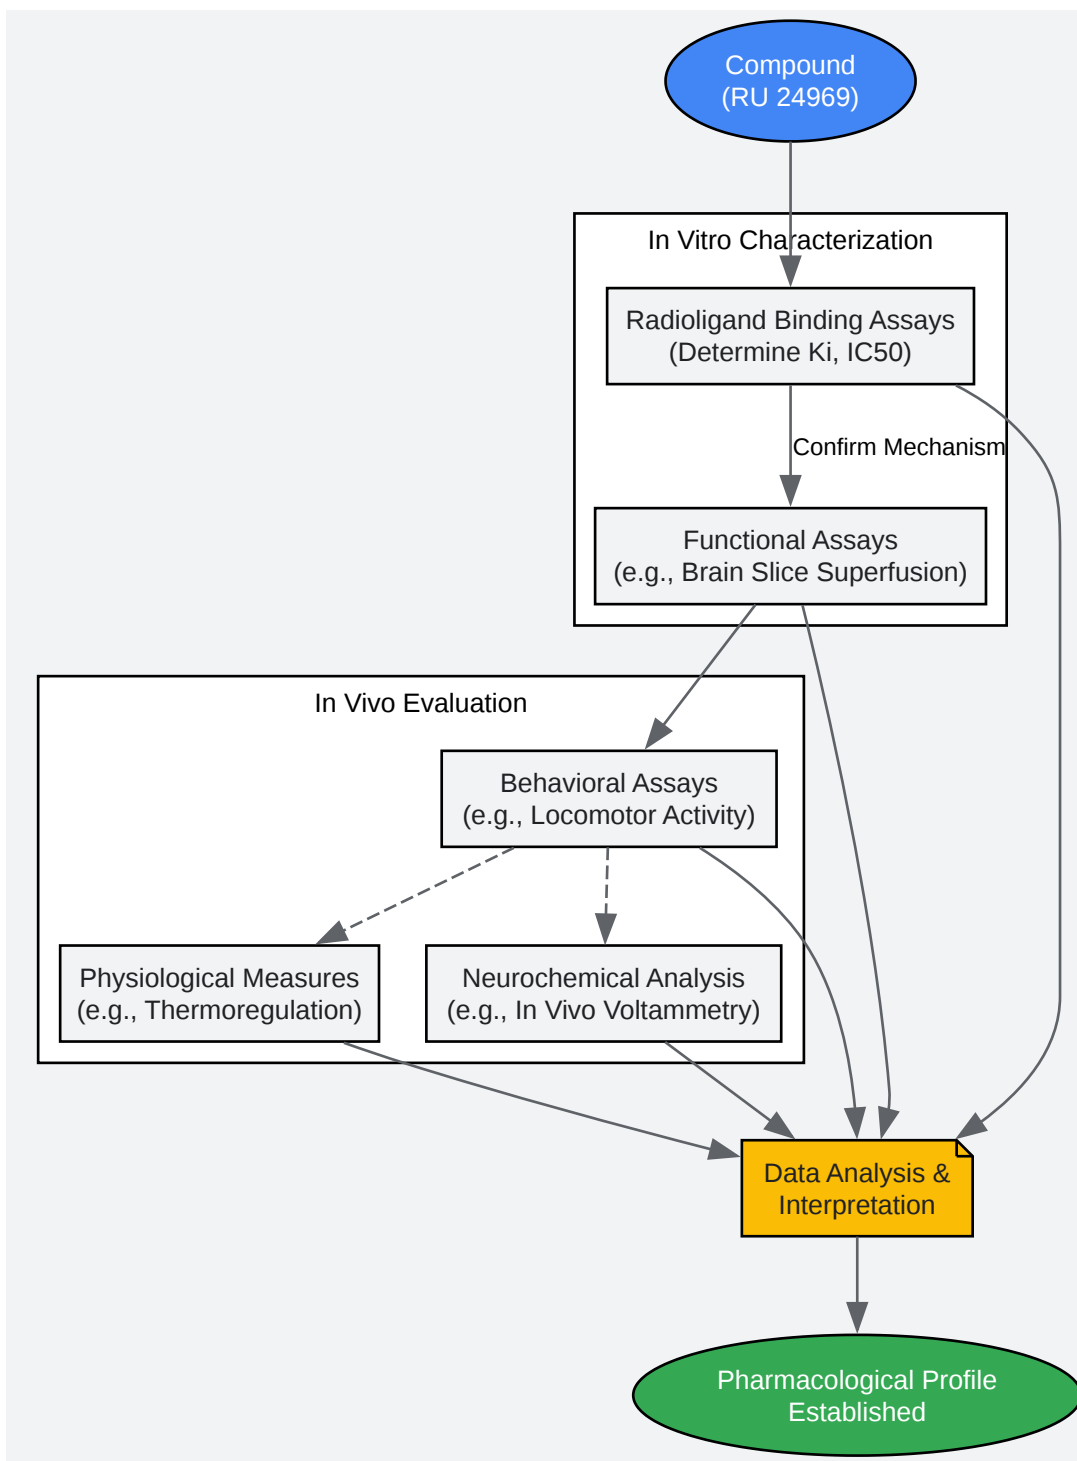 Compound
(RU 24969)
In Vitro Characterization
Radioligand Binding Assays
(Determine Ki, IC50)
Confirm Mechanism
Functional Assays
(e.g., Brain Slice Superfusion)
In Vivo Evaluation
Behavioral Assays
(e.g., Locomotor Activity)
Physiological Measures
(e.g., Thermoregulation)
Neurochemical Analysis
(e.g., In Vivo Voltammetry)
Data Analysis &
Interpretation
Pharmacological Profile
Established